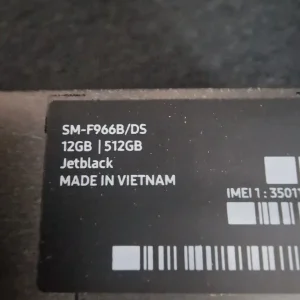 SM-F966B/DS
12GB | 512GB
Jetblack
MADE IN VIETNAM
IMEI 1 : 35011